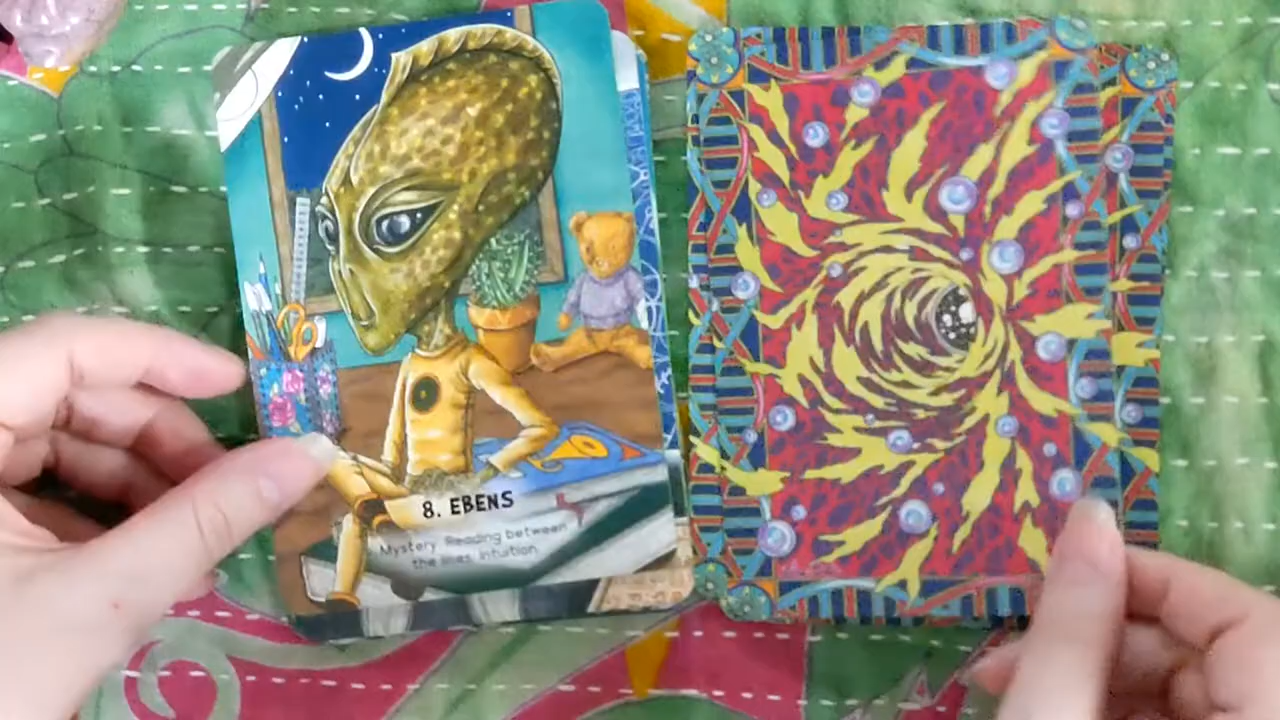 8. EBENS
Mystery. Reading between
the lines. Intuition.